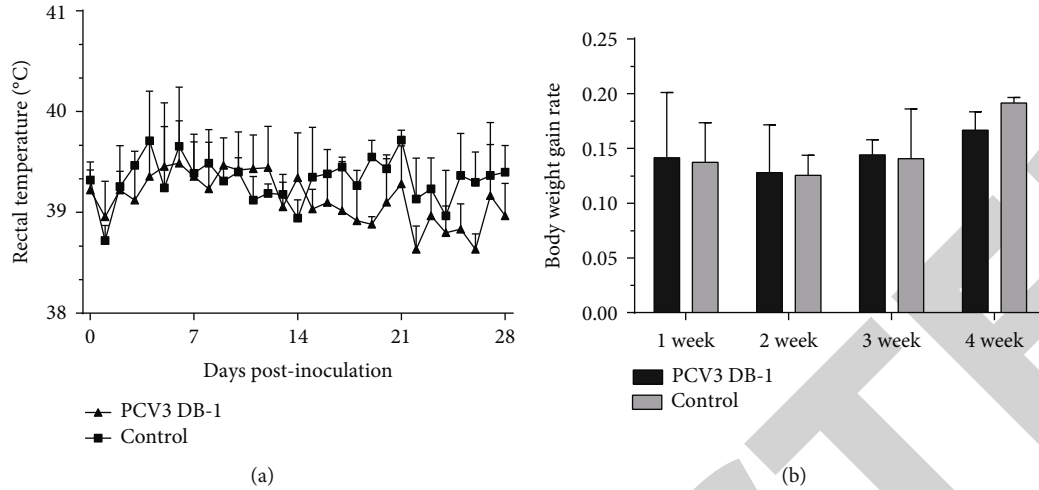 41
40
39
38
Rectal temperature (°C)
0
7
14
21
28
Days post-inoculation
PCV3 DB-1
Control
(a)
0.25
0.20
0.15
0.10
0.05
0.00
Body weight gain rate
1 week
2 week
3 week
4 week
PCV3 DB-1
Control
(b)